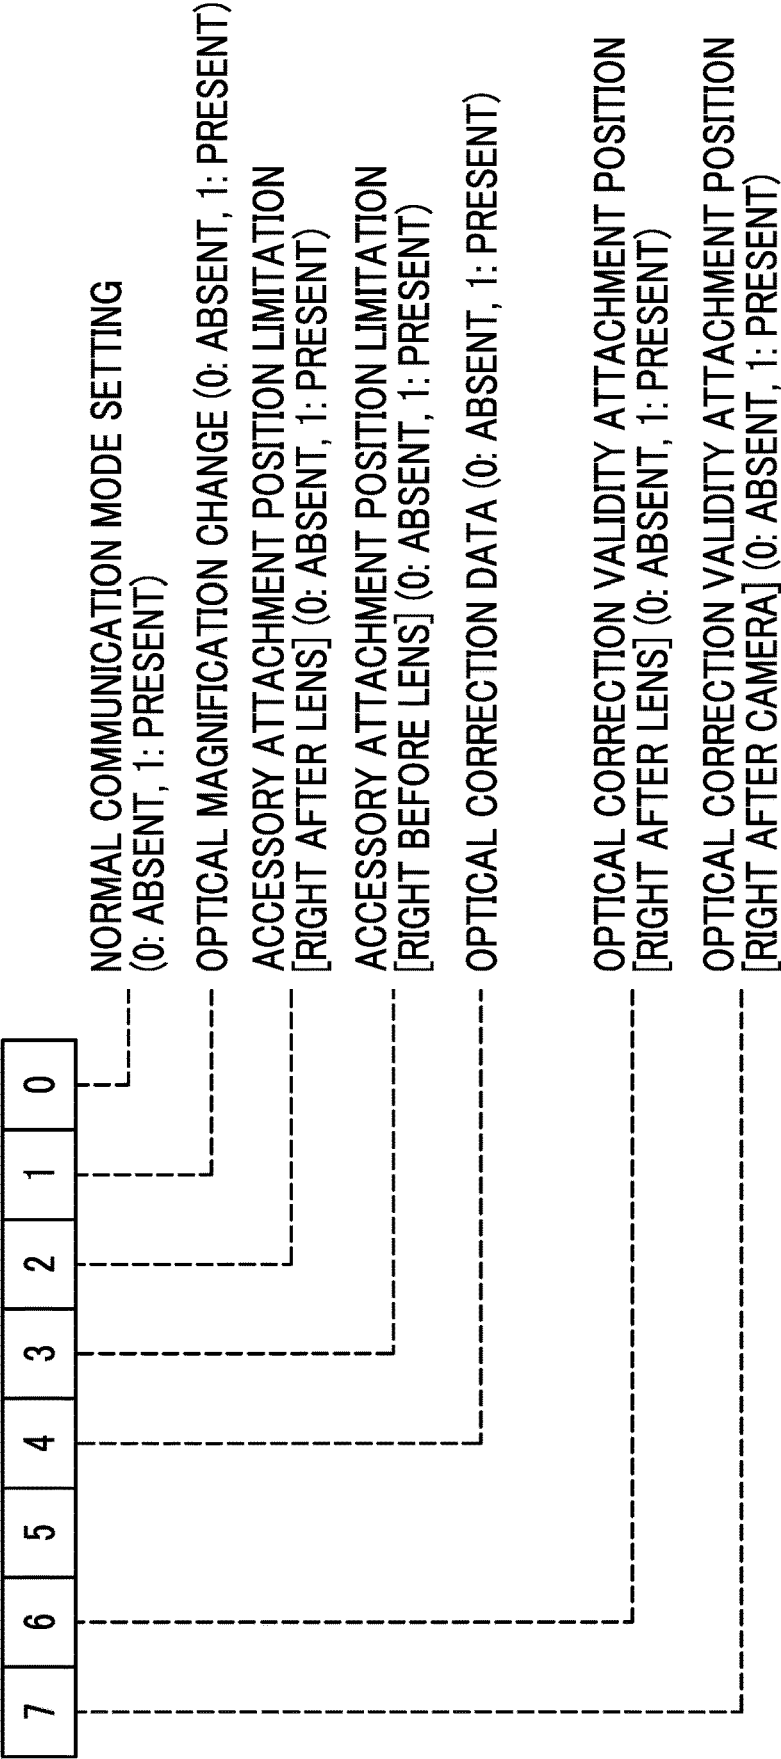 7 6 5 4 3 2 1 0
NORMAL COMMUNICATION MODE SETTING
(0: ABSENT, 1: PRESENT)
OPTICAL MAGNIFICATION CHANGE (0: ABSENT, 1: PRESENT)
ACCESSORY ATTACHMENT POSITION LIMITATION
[RIGHT AFTER LENS] (0: ABSENT, 1: PRESENT)
ACCESSORY ATTACHMENT POSITION LIMITATION
[RIGHT BEFORE LENS] (0: ABSENT, 1: PRESENT)
OPTICAL CORRECTION DATA (0: ABSENT, 1: PRESENT)
OPTICAL CORRECTION VALIDITY ATTACHMENT POSITION
[RIGHT AFTER LENS] (0: ABSENT, 1: PRESENT)
OPTICAL CORRECTION VALIDITY ATTACHMENT POSITION
[RIGHT AFTER CAMERA] (0: ABSENT, 1: PRESENT)